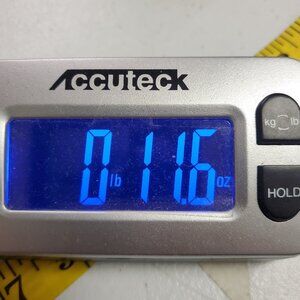 Accuteck
0 lb 11.6 oz
kg lb
HOLD